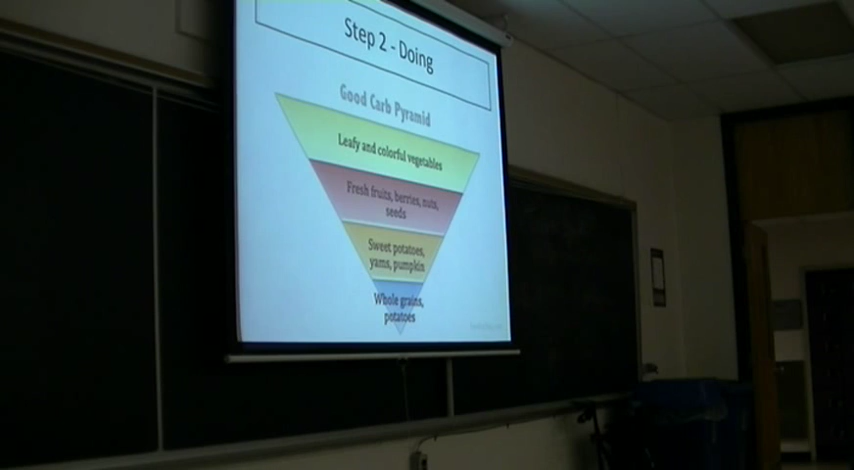 Step 2 - Doing
Good Carb Pyramid
Leafy and colorful vegetables
Fresh fruits, berries, nuts,
seeds
Sweet potatoes,
yams, pumpkin
Whole grains,
potatoes